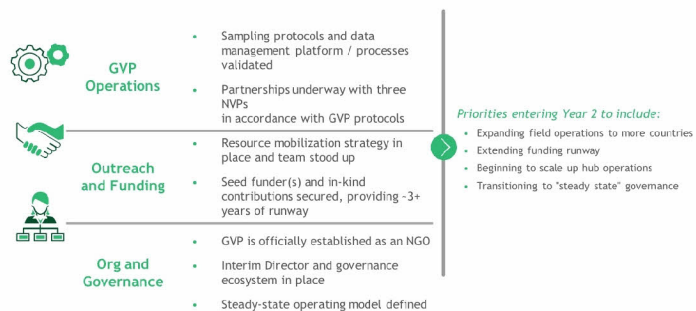 GVP
Operations
• Sampling protocols and data
management platform / processes
validated
• Partnerships underway with three
NVPs
in accordance with GVP protocols
Outreach
and Funding
• Resource mobilization strategy in
place and team stood up
• Seed funder(s) and in-kind
contributions secured, providing ~3+
years of runway
Org and
Governance
• GVP is officially established as an NGO
• Interim Director and governance
ecosystem in place
• Steady-state operating model defined
Priorities entering Year 2 to include:
• Expanding field operations to more countries
• Extending funding runway
• Beginning to scale up hub operations
• Transitioning to "steady state" governance